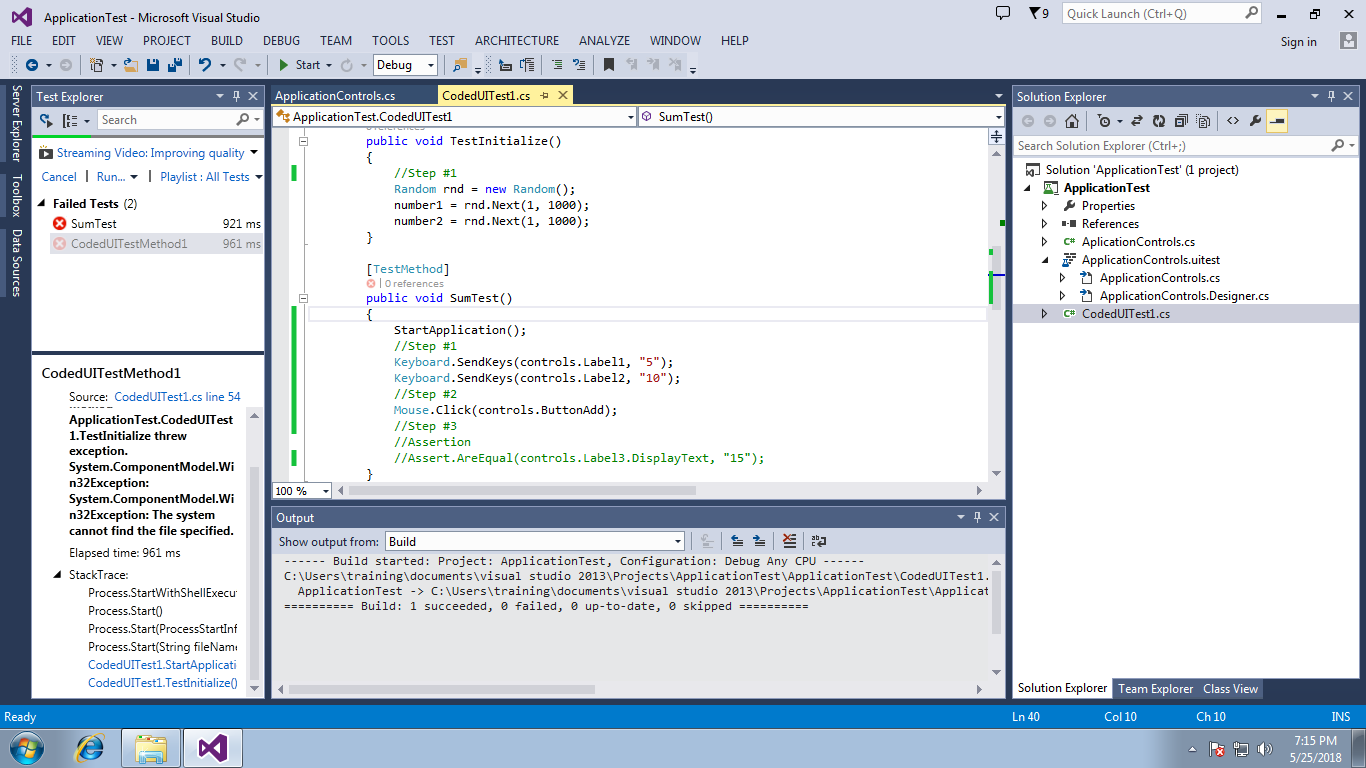 ApplicationTest - Microsoft Visual Studio
9
Quick Launch (Ctrl+Q)
FILE EDIT VIEW PROJECT BUILD DEBUG TEAM TOOLS TEST ARCHITECTURE ANALYZE WINDOW HELP
Sign in
Start
Debug
Server Explorer
Toolbox
Data Sources
Test Explorer
Search
Streaming Video: Improving quality
Cancel | Run... | Playlist : All Tests
Failed Tests (2)
SumTest 921 ms
CodedUITestMethod1 961 ms
CodedUITestMethod1
Source: CodedUITest1.cs line 54
ApplicationTest.CodedUITest
1.TestInitialize threw
exception.
System.ComponentModel.Wi
n32Exception:
System.ComponentModel.Wi
n32Exception: The system
cannot find the file specified.
Elapsed time: 961 ms
StackTrace:
Process.StartWithShellExecut
Process.Start()
Process.Start(ProcessStartInf
Process.Start(String fileName
CodedUITest1.StartApplicati
CodedUITest1.TestInitialize()
ApplicationControls.cs
CodedUITest1.cs
ApplicationTest.CodedUITest1
SumTest()
public void TestInitialize()
{
//Step #1
Random rnd = new Random();
number1 = rnd.Next(1, 1000);
number2 = rnd.Next(1, 1000);
}
[TestMethod]
| 0 references
public void SumTest()
{
StartApplication();
//Step #1
Keyboard.SendKeys(controls.Label1, "5");
Keyboard.SendKeys(controls.Label2, "10");
//Step #2
Mouse.Click(controls.ButtonAdd);
//Step #3
//Assertion
//Assert.AreEqual(controls.Label3.DisplayText, "15");
}
100 %
Output
Show output from: Build
------ Build started: Project: ApplicationTest, Configuration: Debug Any CPU ------
C:\Users\training\documents\visual studio 2013\Projects\ApplicationTest\ApplicationTest\CodedUITest1.
ApplicationTest -> C:\Users\training\documents\visual studio 2013\Projects\ApplicationTest\Applicat
========== Build: 1 succeeded, 0 failed, 0 up-to-date, 0 skipped ==========
Solution Explorer
Search Solution Explorer (Ctrl+;)
Solution 'ApplicationTest' (1 project)
ApplicationTest
Properties
References
AplicationControls.cs
ApplicationControls.uitest
ApplicationControls.cs
ApplicationControls.Designer.cs
CodedUITest1.cs
Solution Explorer Team Explorer Class View
Ready
Ln 40 Col 10 Ch 10 INS
7:15 PM
5/25/2018